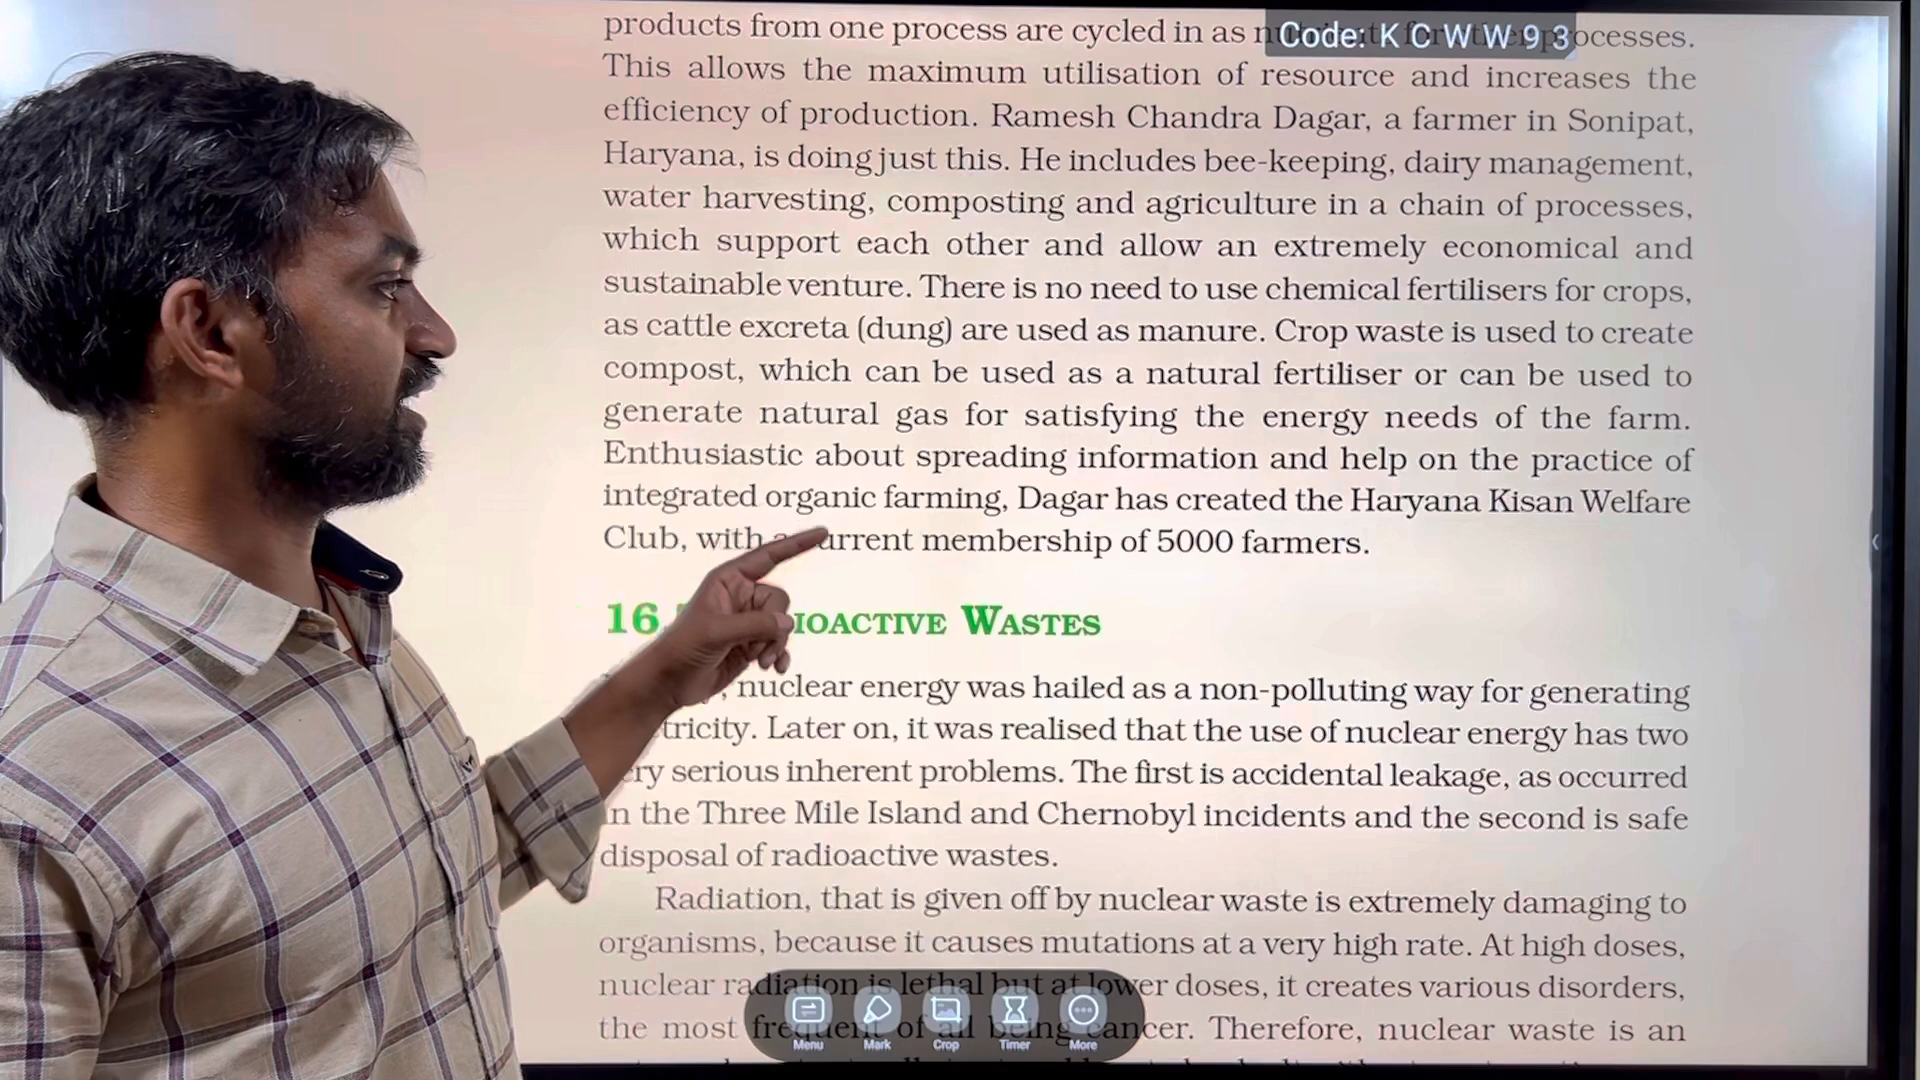 products from one process are cycled in as processes.
Code: K C W W 9 3
This allows the maximum utilisation of resource and increases the
efficiency of production. Ramesh Chandra Dagar, a farmer in Sonipat,
Haryana, is doing just this. He includes bee-keeping, dairy management,
water harvesting, composting and agriculture in a chain of processes,
which support each other and allow an extremely economical and
sustainable venture. There is no need to use chemical fertilisers for crops,
as cattle excreta (dung) are used as manure. Crop waste is used to create
compost, which can be used as a natural fertiliser or can be used to
generate natural gas for satisfying the energy needs of the farm.
Enthusiastic about spreading information and help on the practice of
integrated organic farming, Dagar has created the Haryana Kisan Welfare
Club, with a current membership of 5000 farmers.
16 IOACTIVE WASTES
, nuclear energy was hailed as a non-polluting way for generating
tricity. Later on, it was realised that the use of nuclear energy has two
ery serious inherent problems. The first is accidental leakage, as occurred
in the Three Mile Island and Chernobyl incidents and the second is safe
disposal of radioactive wastes.
Radiation, that is given off by nuclear waste is extremely damaging to
organisms, because it causes mutations at a very high rate. At high doses,
nuclear radiation is lethal but at lower doses, it creates various disorders,
the most frequent of all being cancer. Therefore, nuclear waste is an
Menu Mark Crop Timer More